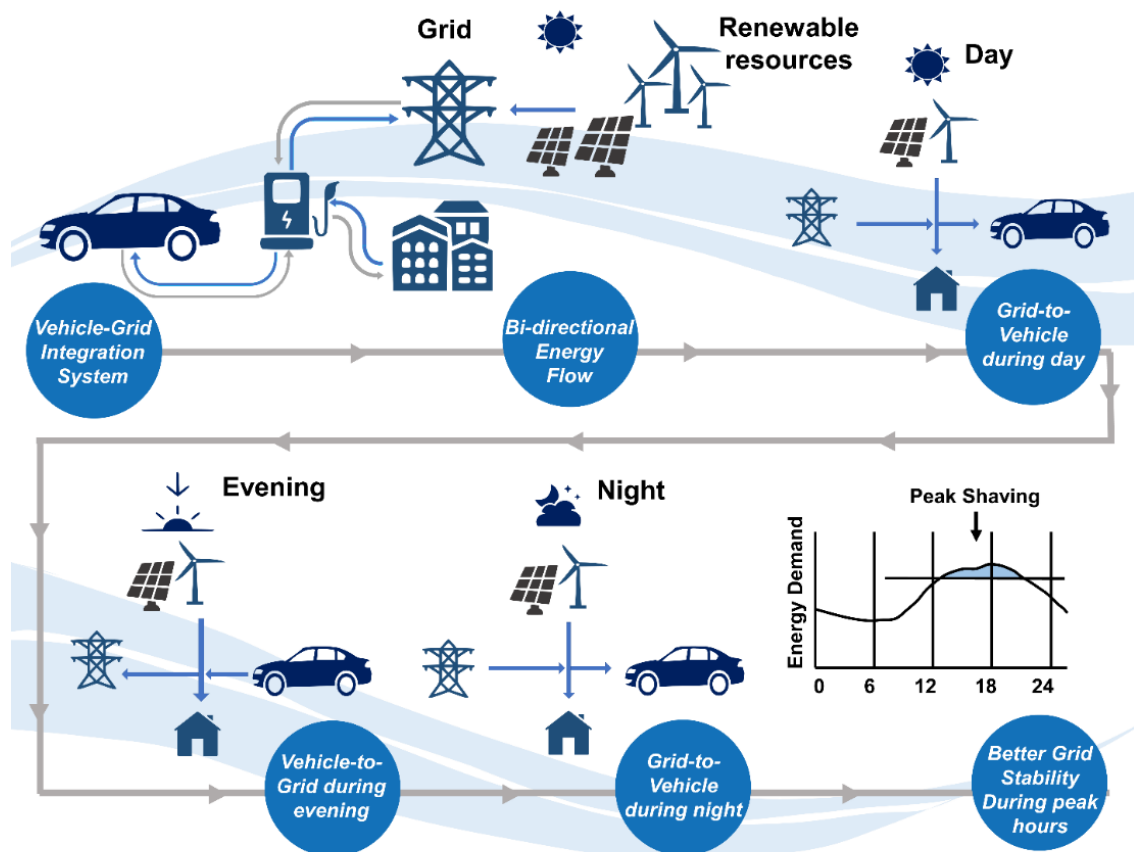 Grid
Renewable
resources
Day
Vehicle-Grid
Integration
System
Bi-directional
Energy
Flow
Grid-to-
Vehicle
during day
Evening
Night
Peak Shaving
Energy Demand
0 6 12 18 24
Vehicle-to-
Grid during
evening
Grid-to-
Vehicle
during night
Better Grid
Stability
During peak
hours